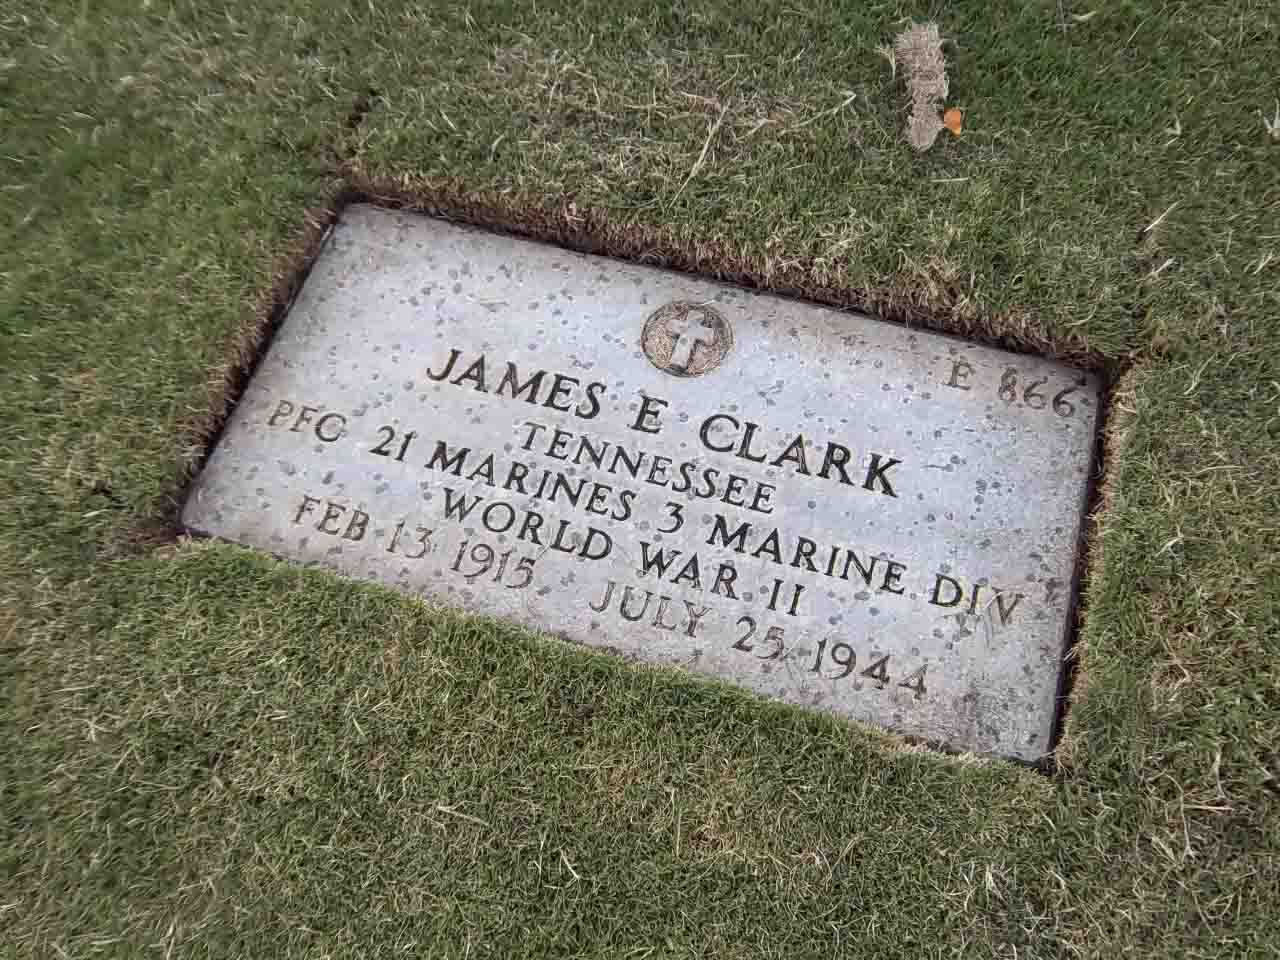 E 866
JAMES E CLARK
TENNESSEE
PFC 21 MARINES 3 MARINE DIV
WORLD WAR II
FEB 13 1915 JULY 25 1944